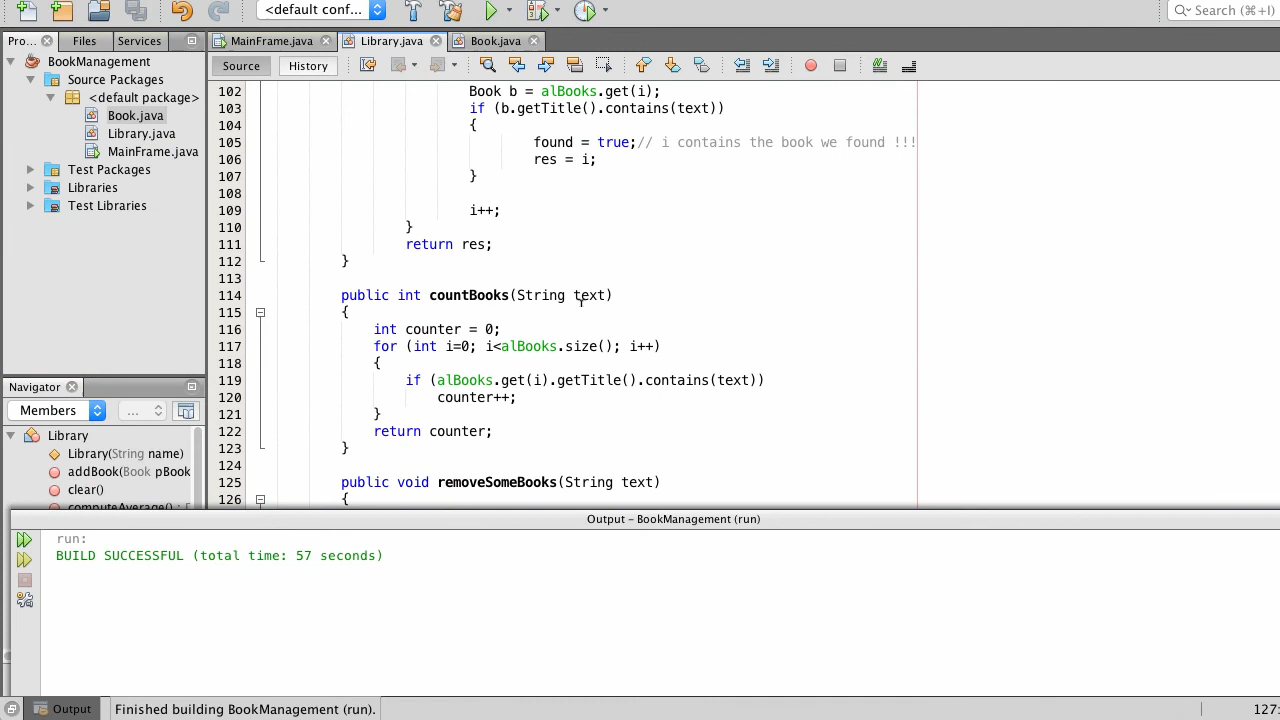 <default conf...
Search (⌘+I)
Pro...
Files
Services
BookManagement
Source Packages
<default package>
Book.java
Library.java
MainFrame.java
Test Packages
Libraries
Test Libraries
Navigator
Members
...
Library
Library(String name)
addBook(Book pBook
clear()
computeAverage() : [
MainFrame.java
Library.java
Book.java
Source
History
102 Book b = alBooks.get(i);
103 if (b.getTitle().contains(text))
104 {
105 found = true;// i contains the book we found !!!
106 res = i;
107 }
108
109 i++;
110 }
111 return res;
112 }
113
114 public int countBooks(String text)
115 {
116 int counter = 0;
117 for (int i=0; i<alBooks.size(); i++)
118 {
119 if (alBooks.get(i).getTitle().contains(text))
120 counter++;
121 }
122 return counter;
123 }
124
125 public void removeSomeBooks(String text)
126 {
Output – BookManagement (run)
run:
BUILD SUCCESSFUL (total time: 57 seconds)
Output
Finished building BookManagement (run).
127: